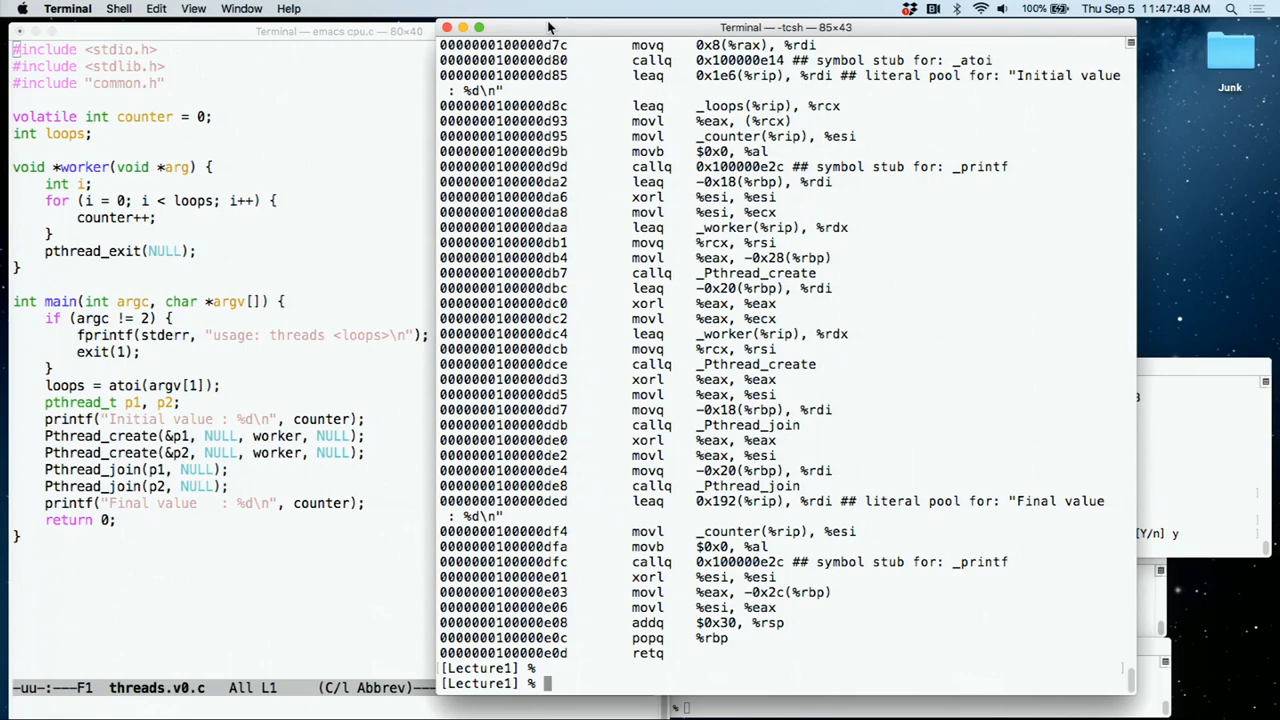 Terminal Shell Edit View Window Help 100% Thu Sep 5 11:47:48 AM
Terminal — emacs cpu.c — 80×40
#include <stdio.h>
#include <stdlib.h>
#include "common.h"
volatile int counter = 0;
int loops;
void *worker(void *arg) {
int i;
for (i = 0; i < loops; i++) {
counter++;
}
pthread_exit(NULL);
}
int main(int argc, char *argv[]) {
if (argc != 2) {
fprintf(stderr, "usage: threads <loops>\n");
exit(1);
}
loops = atoi(argv[1]);
pthread_t p1, p2;
printf("Initial value : %d\n", counter);
Pthread_create(&p1, NULL, worker, NULL);
Pthread_create(&p2, NULL, worker, NULL);
Pthread_join(p1, NULL);
Pthread_join(p2, NULL);
printf("Final value   : %d\n", counter);
return 0;
}
-uu-:---F1 threads.v0.c All L1 (C/l Abbrev)
Terminal — -tcsh — 85×43
0000000100000d7c movq 0x8(%rax), %rdi
0000000100000d80 callq 0x100000e14 ## symbol stub for: _atoi
0000000100000d85 leaq 0x1e6(%rip), %rdi ## literal pool for: "Initial value
: %d\n"
0000000100000d8c leaq _loops(%rip), %rcx
0000000100000d93 movl %eax, (%rcx)
0000000100000d95 movl _counter(%rip), %esi
0000000100000d9b movb $0x0, %al
0000000100000d9d callq 0x100000e2c ## symbol stub for: _printf
0000000100000da2 leaq -0x18(%rbp), %rdi
0000000100000da6 xorl %esi, %esi
0000000100000da8 movl %esi, %ecx
0000000100000daa leaq _worker(%rip), %rdx
0000000100000db1 movq %rcx, %rsi
0000000100000db4 movl %eax, -0x28(%rbp)
0000000100000db7 callq _Pthread_create
0000000100000dbc leaq -0x20(%rbp), %rdi
0000000100000dc0 xorl %eax, %eax
0000000100000dc2 movl %eax, %ecx
0000000100000dc4 leaq _worker(%rip), %rdx
0000000100000dcb movq %rcx, %rsi
0000000100000dce callq _Pthread_create
0000000100000dd3 xorl %eax, %eax
0000000100000dd5 movl %eax, %esi
0000000100000dd7 movq -0x18(%rbp), %rdi
0000000100000ddb callq _Pthread_join
0000000100000de0 xorl %eax, %eax
0000000100000de2 movl %eax, %esi
0000000100000de4 movq -0x20(%rbp), %rdi
0000000100000de8 callq _Pthread_join
0000000100000ded leaq 0x192(%rip), %rdi ## literal pool for: "Final value
: %d\n"
0000000100000df4 movl _counter(%rip), %esi
0000000100000dfa movb $0x0, %al
0000000100000dfc callq 0x100000e2c ## symbol stub for: _printf
0000000100000e01 xorl %esi, %esi
0000000100000e03 movl %eax, -0x2c(%rbp)
0000000100000e06 movl %esi, %eax
0000000100000e08 addq $0x30, %rsp
0000000100000e0c popq %rbp
0000000100000e0d retq
[Lecture1] %
[Lecture1] %
Junk
[Y/n] y
%